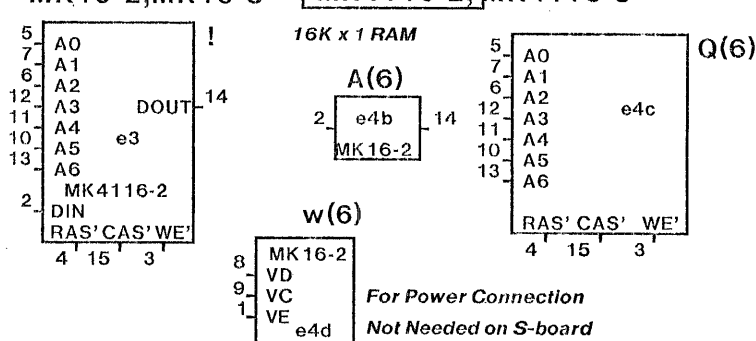 MK16-2,MK16-3 MK4116-2, MK4116-3
16K x 1 RAM
!
5 A0
7 A1
6 A2
12 A3 DOUT 14
11 A4
10 A5 e3
13 A6
MK4116-2
2 DIN
RAS' CAS' WE'
4 15 3
A(6)
2 e4b 14
MK16-2
Q(6)
5 A0
7 A1
6 A2
12 A3 e4c
11 A4
10 A5
13 A6
RAS' CAS' WE'
4 15 3
w(6)
MK16-2
8 VD
9 VC
1 VE
e4d
For Power Connection
Not Needed on S-board